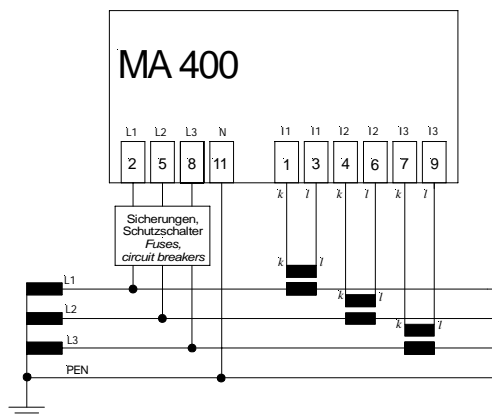 MA 400
L1 L2 L3 N I1 I1 I2 I2 I3 I3
2 5 8 11 1 3 4 6 7 9
k l k l k l
Sicherungen,
Schutzschalter
Fuses,
circuit breakers
k l
L1
k l
L2
k l
L3
PEN